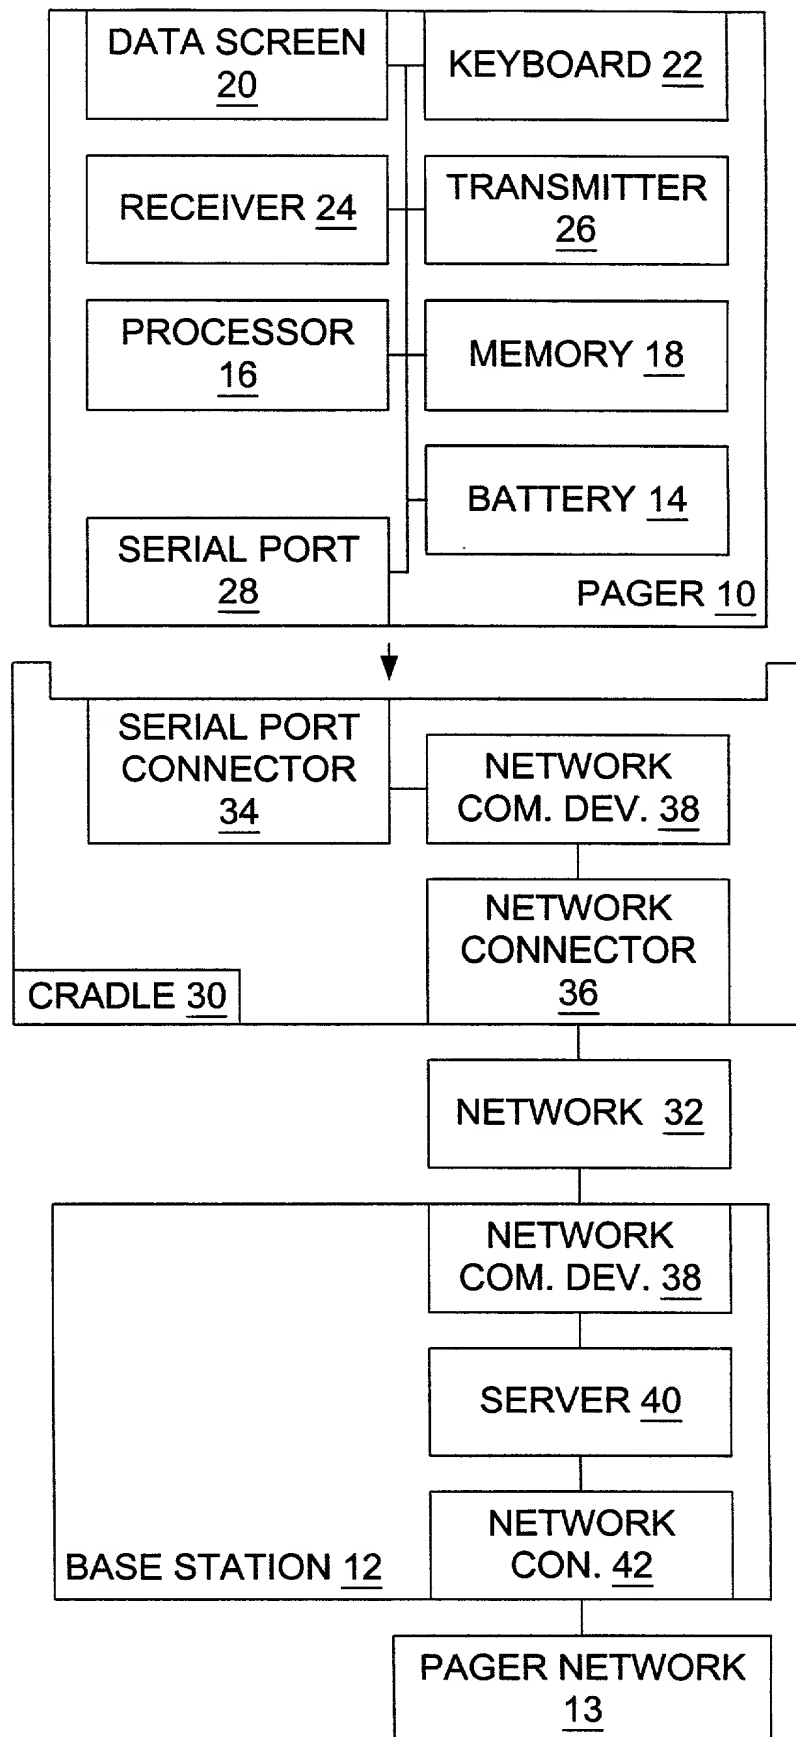 DATA SCREEN
20
KEYBOARD 22
RECEIVER 24
TRANSMITTER
26
PROCESSOR
16
MEMORY 18
BATTERY 14
SERIAL PORT
28
PAGER 10
SERIAL PORT
CONNECTOR
34
NETWORK
COM. DEV. 38
NETWORK
CONNECTOR
36
CRADLE 30
NETWORK 32
NETWORK
COM. DEV. 38
SERVER 40
NETWORK
CON. 42
BASE STATION 12
PAGER NETWORK
13